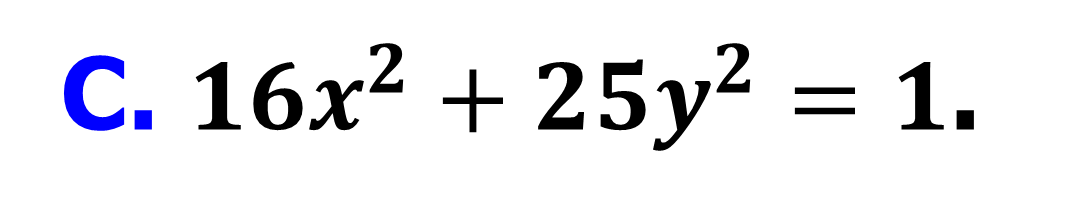 C. 16x² + 25y² = 1.